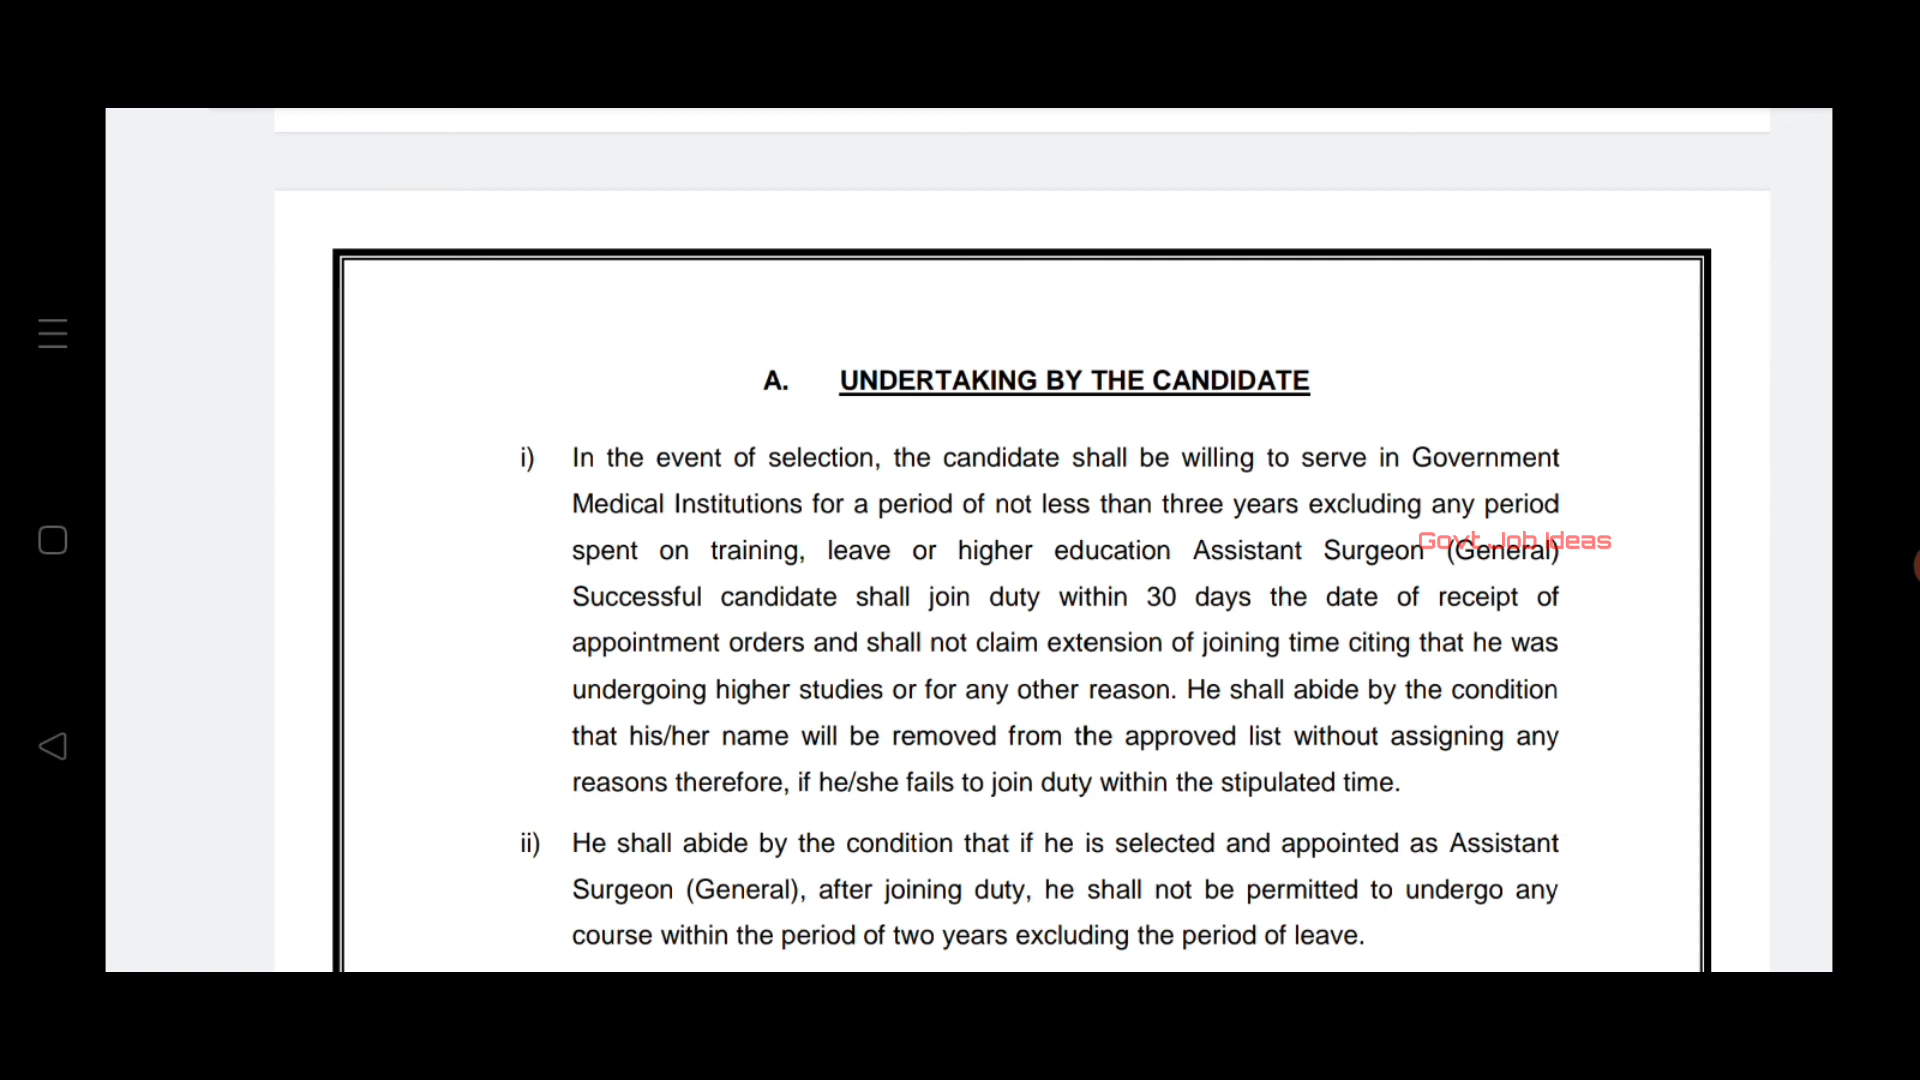 A. UNDERTAKING BY THE CANDIDATE
i) In the event of selection, the candidate shall be willing to serve in Government
Medical Institutions for a period of not less than three years excluding any period
spent on training, leave or higher education Assistant Surgeon (General)
Govt Job Ideas
Successful candidate shall join duty within 30 days the date of receipt of
appointment orders and shall not claim extension of joining time citing that he was
undergoing higher studies or for any other reason. He shall abide by the condition
that his/her name will be removed from the approved list without assigning any
reasons therefore, if he/she fails to join duty within the stipulated time.
ii) He shall abide by the condition that if he is selected and appointed as Assistant
Surgeon (General), after joining duty, he shall not be permitted to undergo any
course within the period of two years excluding the period of leave.